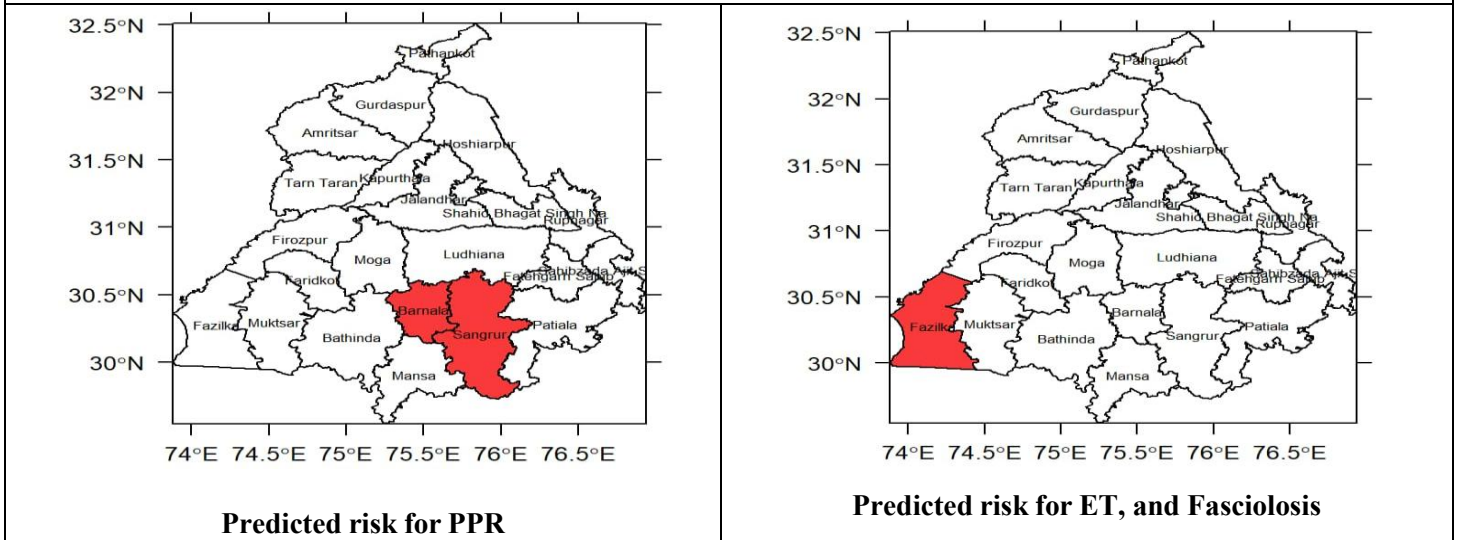 32.5°N
32°N
31.5°N
31°N
30.5°N
30°N
Pathankot
Gurdaspur
Amritsar
Hoshiarpur
Tarn Taran
Kapurthala
Jalandhar
Shahid Bhagat Singh Na
Rupnagar
Firozpur
Moga
Ludhiana
Faridkot
Fatehgarh Sahib
Sahibzada Ajit S
Fazilka
Muktsar
Bathinda
Barnala
Sangrur
Patiala
Mansa
74°E 74.5°E 75°E 75.5°E 76°E 76.5°E
Predicted risk for PPR
32.5°N
32°N
31.5°N
31°N
30.5°N
30°N
Pathankot
Gurdaspur
Amritsar
Hoshiarpur
Tarn Taran
Kapurthala
Jalandhar
Shahid Bhagat Singh Na
Rupnagar
Firozpur
Moga
Ludhiana
Faridkot
Fatehgarh Sahib
Sahibzada Ajit S
Fazilka
Muktsar
Bathinda
Barnala
Sangrur
Patiala
Mansa
74°E 74.5°E 75°E 75.5°E 76°E 76.5°E
Predicted risk for ET, and Fasciolosis